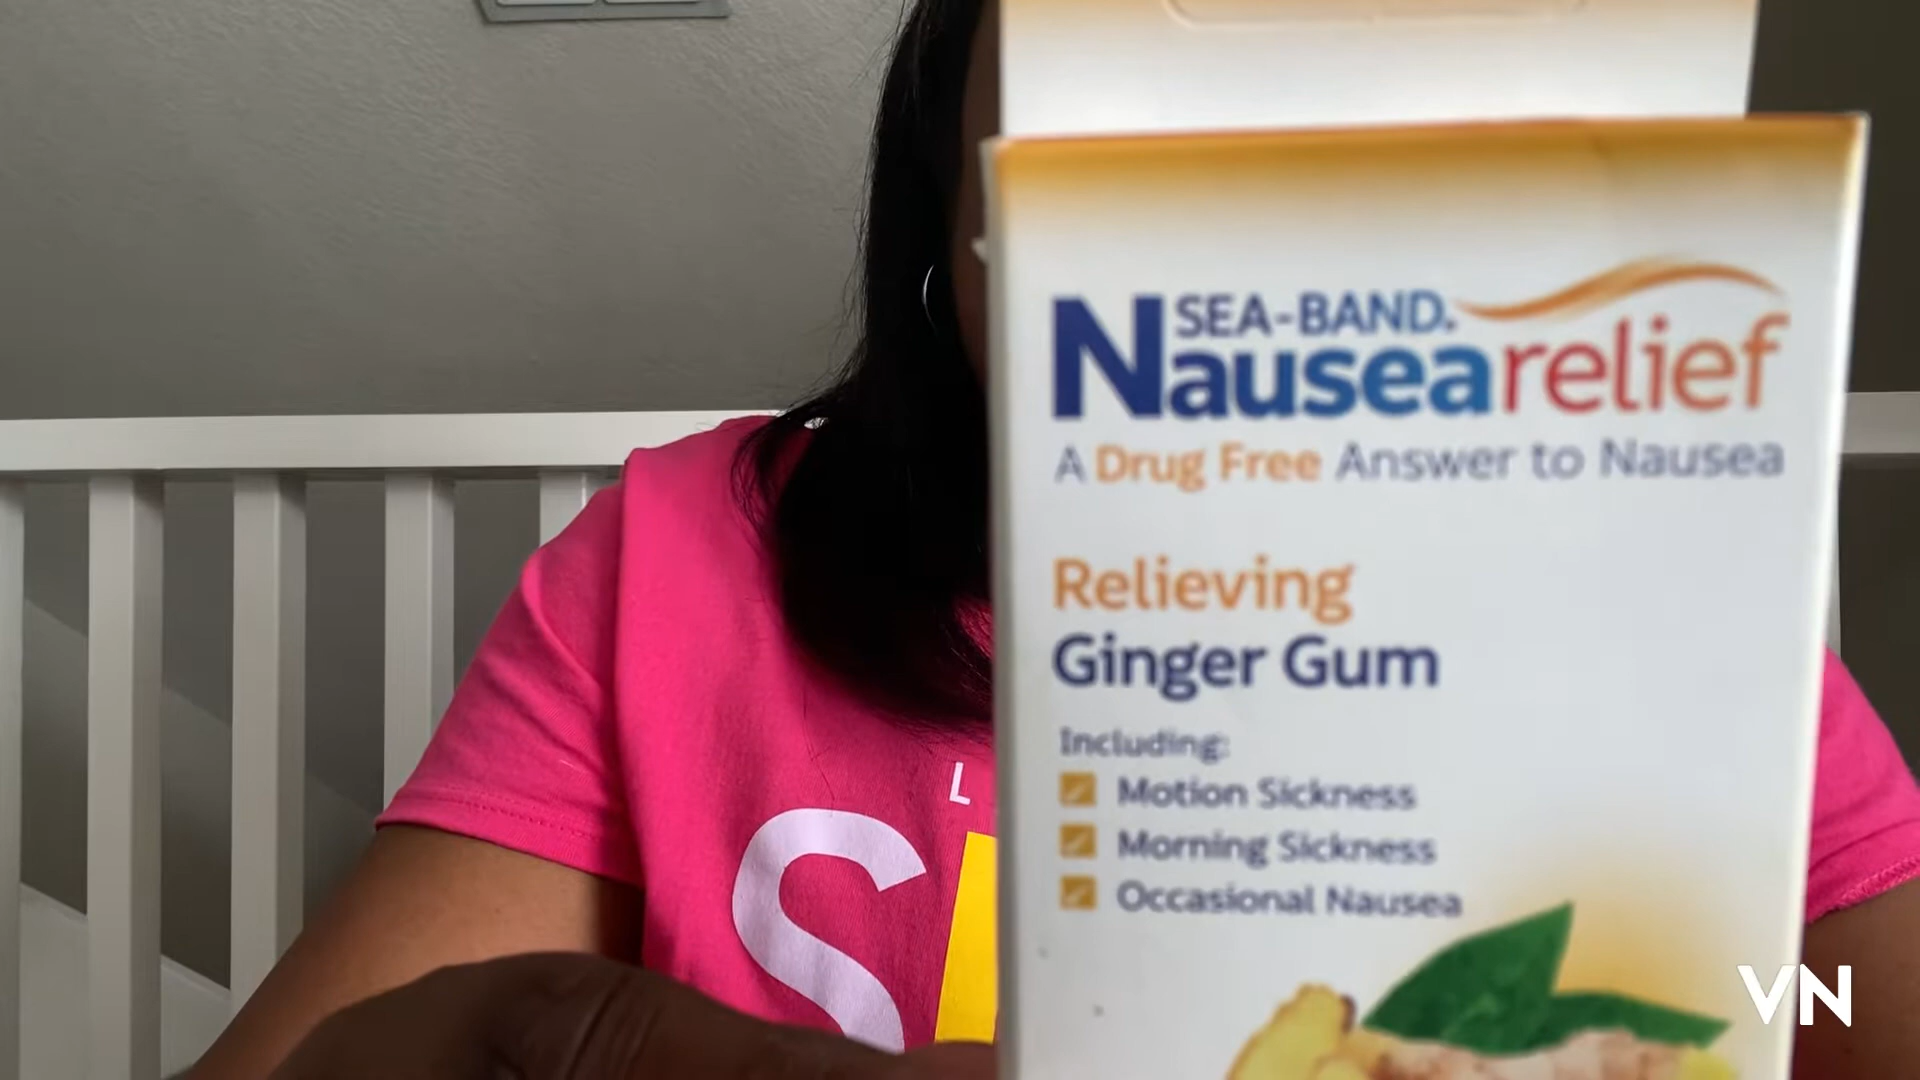 SEA-BAND.
Nausearelief
A Drug Free Answer to Nausea
Relieving
Ginger Gum
Including:
Motion Sickness
Morning Sickness
Occasional Nausea
L
S
VN